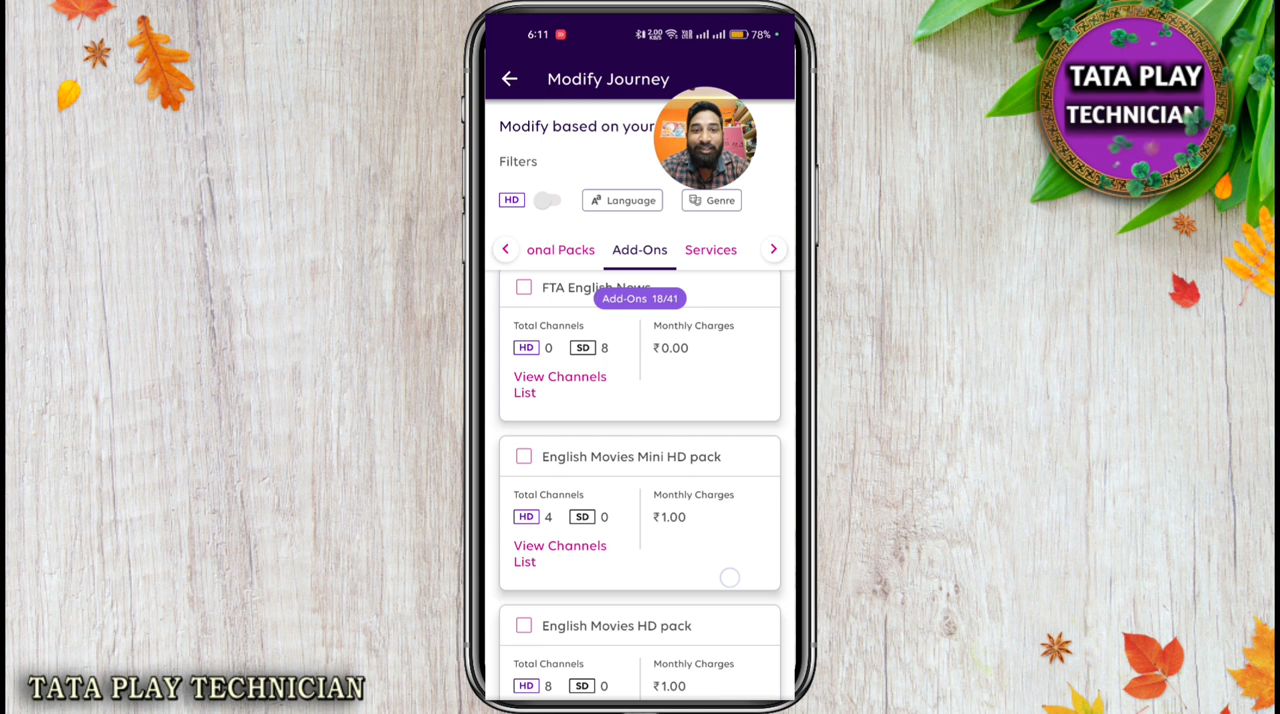 TATA PLAY
TECHNICIAN
6:11
2.00 78%
Modify Journey
Modify based on your
Filters
HD Language Genre
onal Packs Add-Ons Services
FTA English News
Add-Ons 18/41
Total Channels Monthly Charges
HD 0 SD 8 ₹0.00
View Channels
List
English Movies Mini HD pack
Total Channels Monthly Charges
HD 4 SD 0 ₹1.00
View Channels
List
English Movies HD pack
Total Channels Monthly Charges
HD 8 SD 0 ₹1.00
TATA PLAY TECHNICIAN